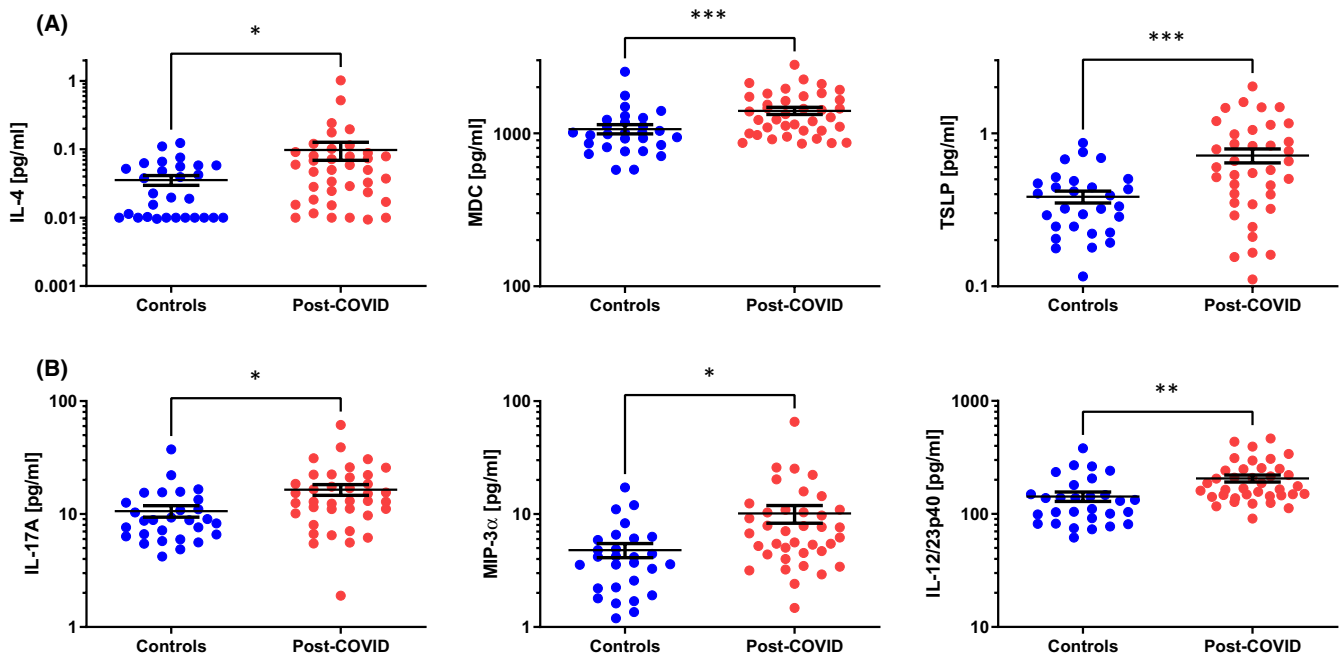 (A)
*
IL-4 [pg/ml]
1
0.1
0.01
0.001
Controls
Post-COVID
***
MDC [pg/ml]
1000
100
Controls
Post-COVID
***
TSLP [pg/ml]
1
0.1
Controls
Post-COVID
(B)
*
IL-17A [pg/ml]
100
10
1
Controls
Post-COVID
*
MIP-3α [pg/ml]
100
10
1
Controls
Post-COVID
**
IL-12/23p40 [pg/ml]
1000
100
10
Controls
Post-COVID